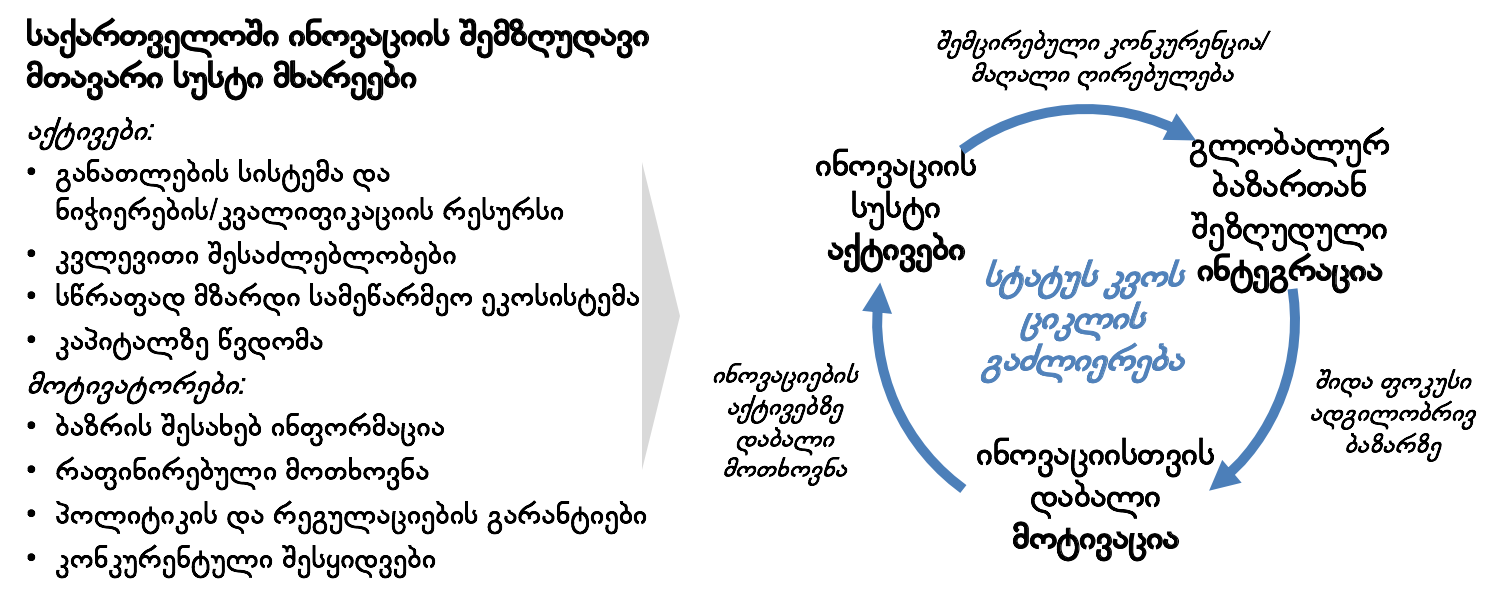 საქართველოში ინოვაციის შემზღუდავი
მთავარი სუსტი მხარეები
აქტივები:
• განათლების სისტემა და
ნიჭიერების/კვალიფიკაციის რესურსი
• კვლევითი შესაძლებლობები
• სწრაფად მზარდი სამეწარმეო ეკოსისტემა
• კაპიტალზე წვდომა
მოტივატორები:
• ბაზრის შესახებ ინფორმაცია
• რაფინირებული მოთხოვნა
• პოლიტიკის და რეგულაციების გარანტიები
• კონკურენტული შესყიდვები
შემცირებული კონკურენცია/
მაღალი ღირებულება
ინოვაციის
სუსტი
აქტივები
გლობალურ
ბაზართან
შეზღუდული
ინტეგრაცია
სტატუს კვოს
ციკლის
გაძლიერება
შიდა ფოკუსი
ადგილობრივ
ბაზარზე
ინოვაციისთვის
დაბალი
მოტივაცია
ინოვაციების
აქტივებზე
დაბალი
მოთხოვნა